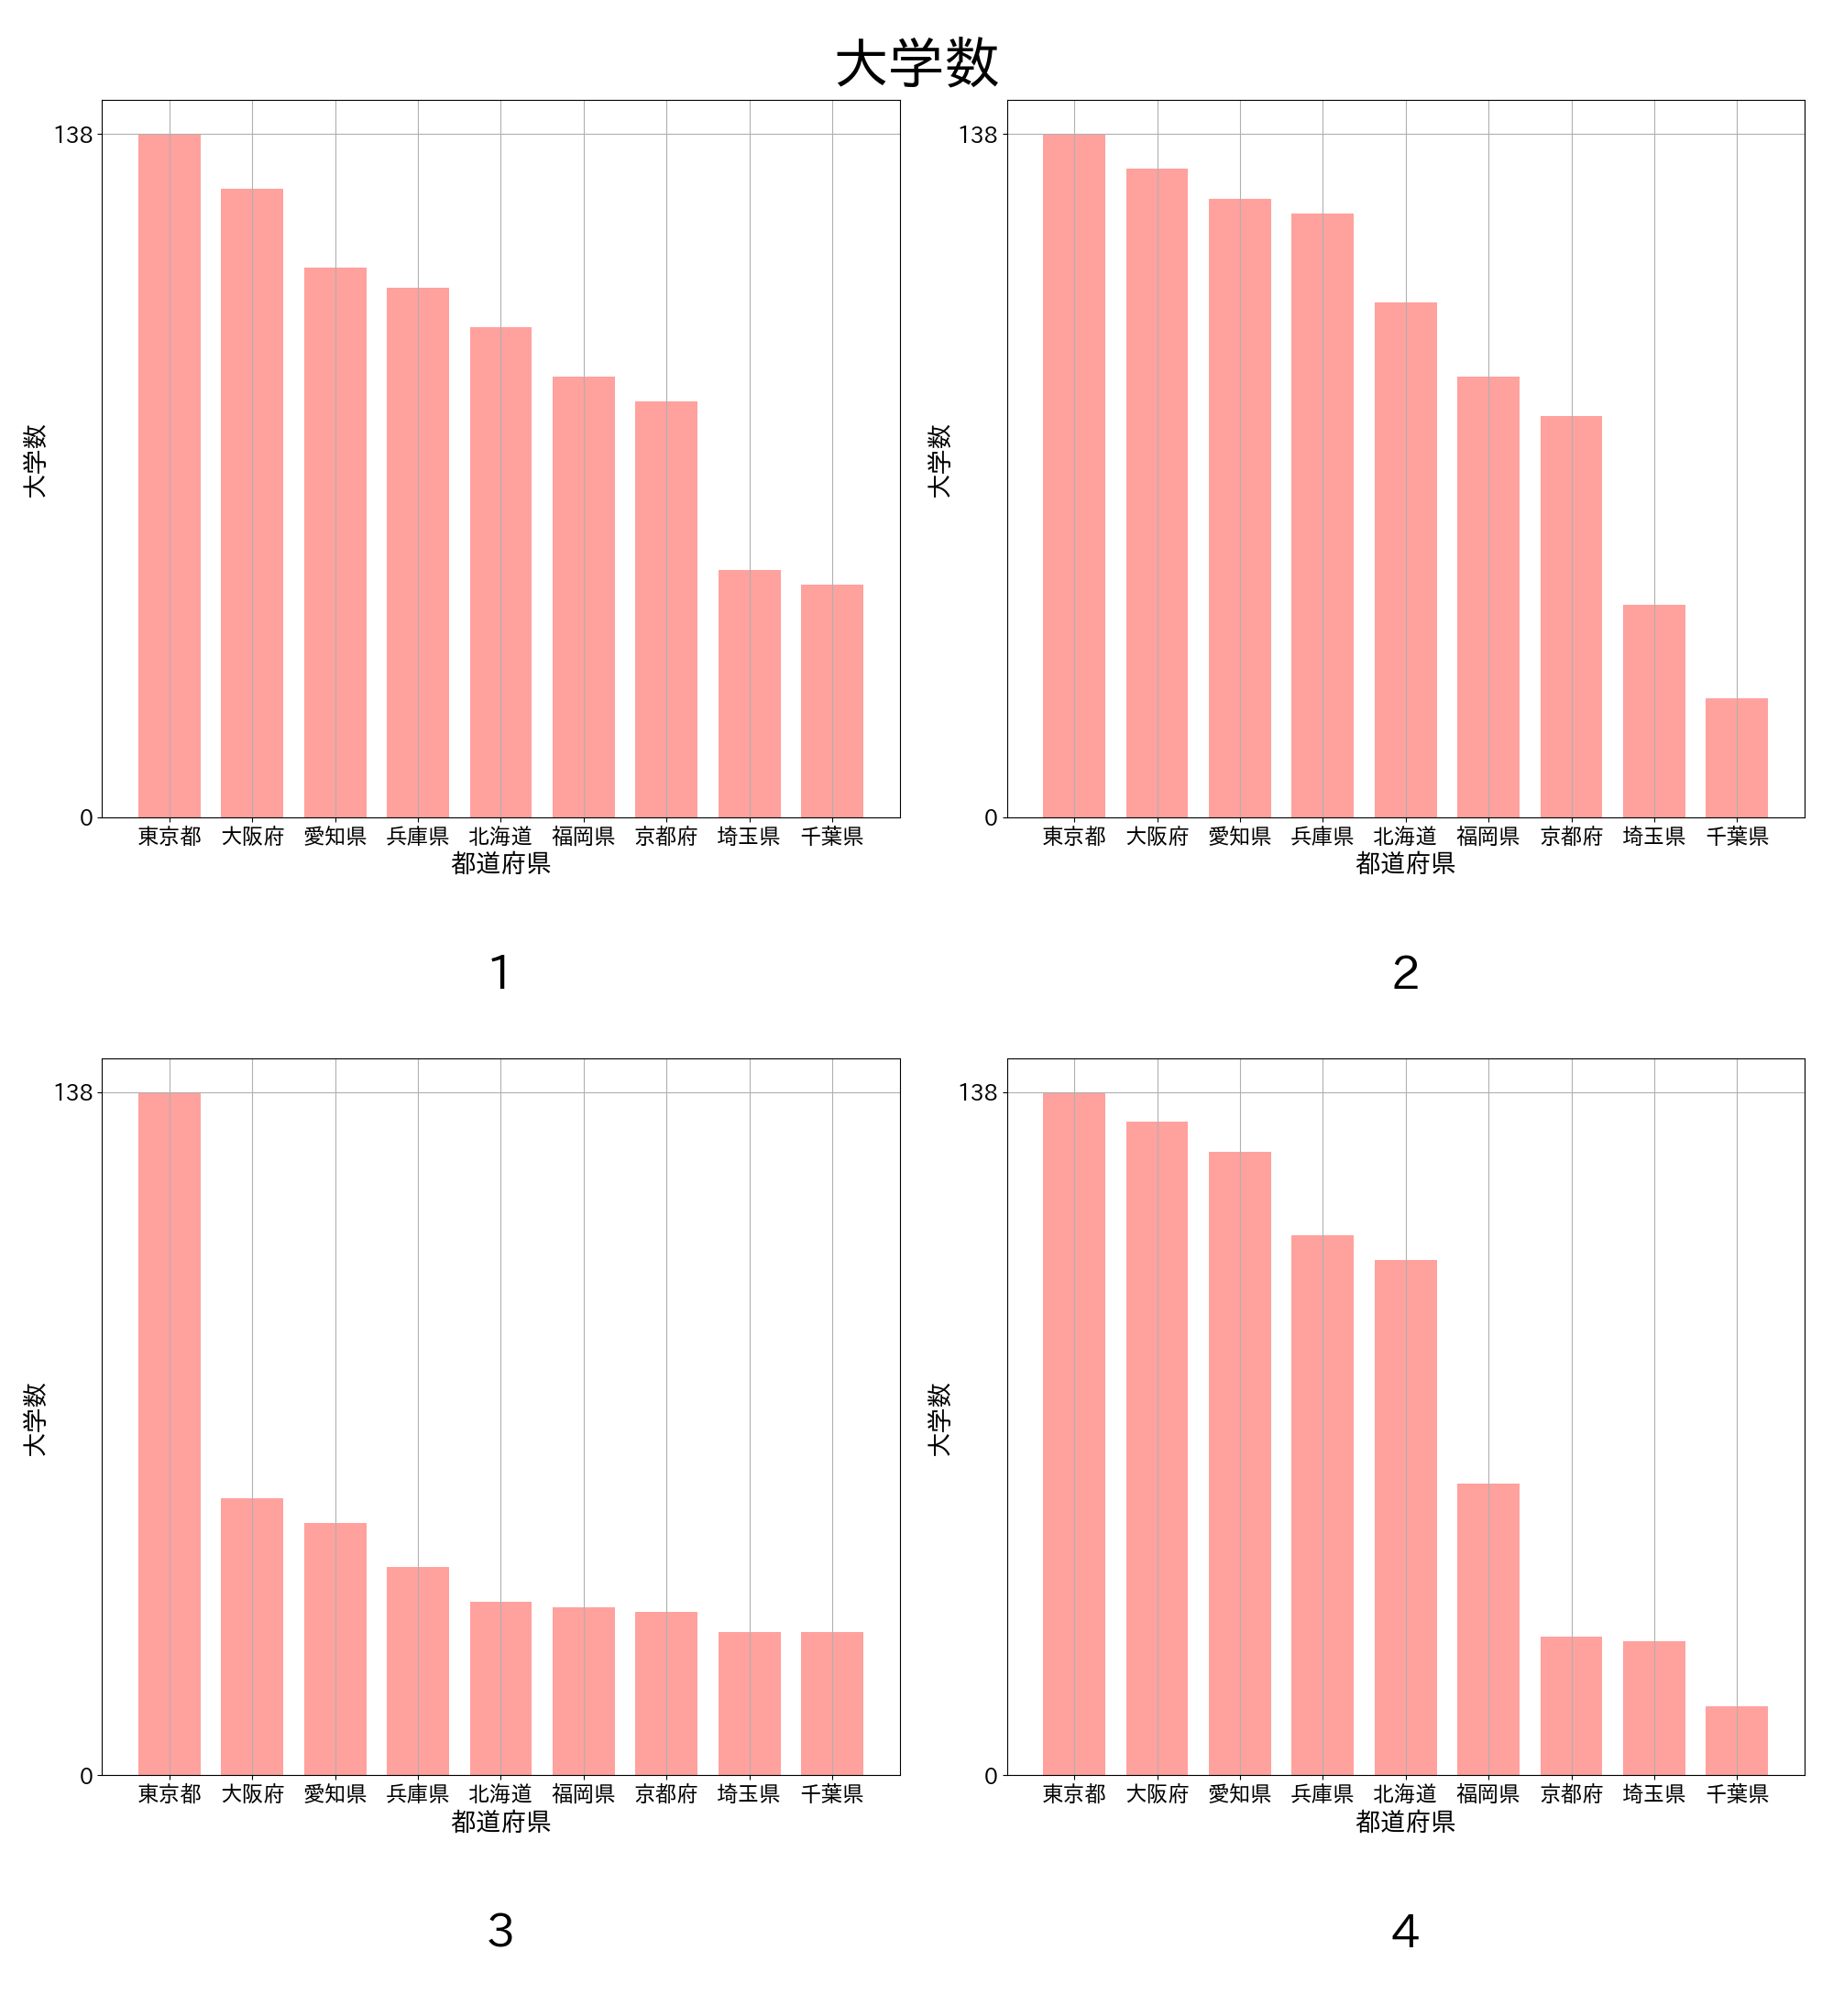 大学数
138
0
大学数
東京都 大阪府 愛知県 兵庫県 北海道 福岡県 京都府 埼玉県 千葉県
都道府県
1
138
0
大学数
東京都 大阪府 愛知県 兵庫県 北海道 福岡県 京都府 埼玉県 千葉県
都道府県
2
138
0
大学数
東京都 大阪府 愛知県 兵庫県 北海道 福岡県 京都府 埼玉県 千葉県
都道府県
3
138
0
大学数
東京都 大阪府 愛知県 兵庫県 北海道 福岡県 京都府 埼玉県 千葉県
都道府県
4